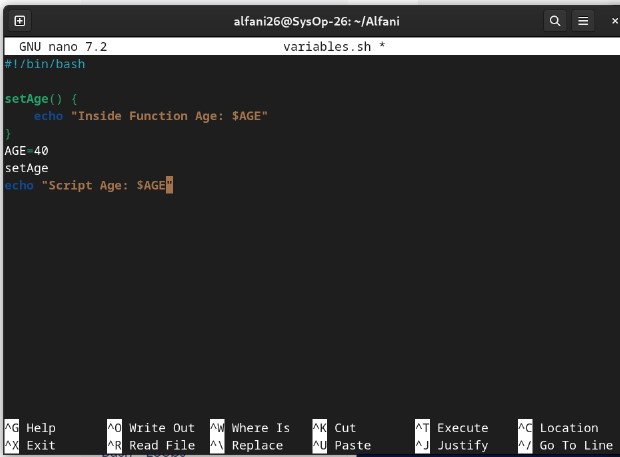 alfani26@SysOp-26: ~/Alfani
GNU nano 7.2 variables.sh *
#!/bin/bash
setAge() {
    echo "Inside Function Age: $AGE"
}
AGE=40
setAge
echo "Script Age: $AGE"
^G Help ^O Write Out ^W Where Is ^K Cut ^T Execute ^C Location
^X Exit ^R Read File ^\ Replace ^U Paste ^J Justify ^/ Go To Line